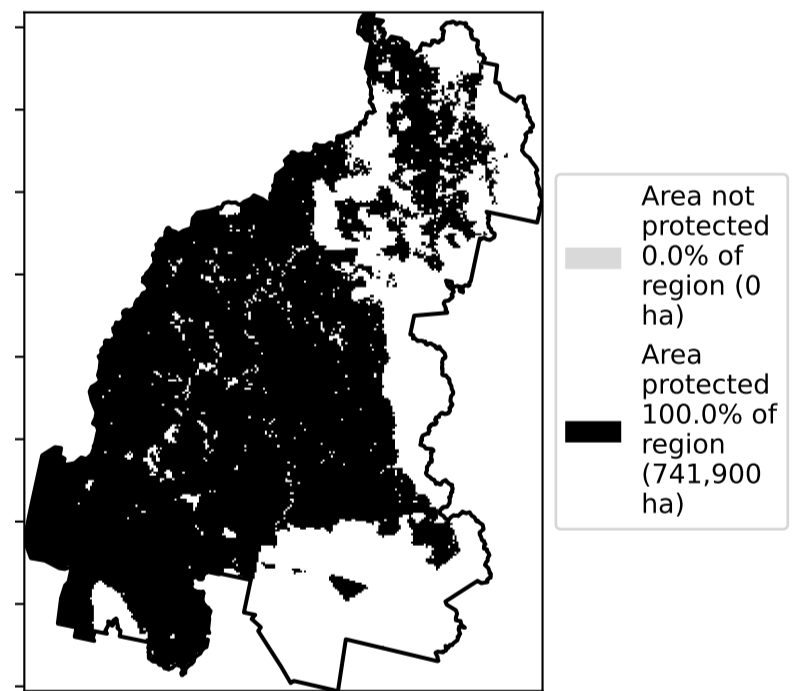 Area not
protected
0.0% of
region (0
ha)
Area
protected
100.0% of
region
(741,900
ha)